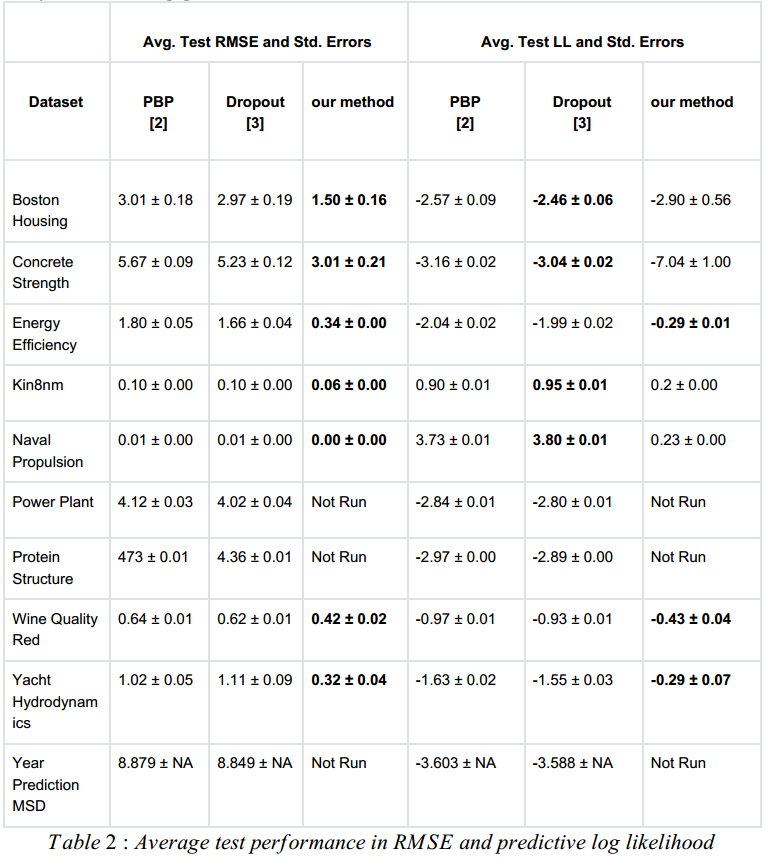 Avg. Test RMSE and Std. Errors Avg. Test LL and Std. Errors
Dataset PBP [2] Dropout [3] our method PBP [2] Dropout [3] our method
Boston Housing 3.01 ± 0.18 2.97 ± 0.19 1.50 ± 0.16 -2.57 ± 0.09 -2.46 ± 0.06 -2.90 ± 0.56
Concrete Strength 5.67 ± 0.09 5.23 ± 0.12 3.01 ± 0.21 -3.16 ± 0.02 -3.04 ± 0.02 -7.04 ± 1.00
Energy Efficiency 1.80 ± 0.05 1.66 ± 0.04 0.34 ± 0.00 -2.04 ± 0.02 -1.99 ± 0.02 -0.29 ± 0.01
Kin8nm 0.10 ± 0.00 0.10 ± 0.00 0.06 ± 0.00 0.90 ± 0.01 0.95 ± 0.01 0.2 ± 0.00
Naval Propulsion 0.01 ± 0.00 0.01 ± 0.00 0.00 ± 0.00 3.73 ± 0.01 3.80 ± 0.01 0.23 ± 0.00
Power Plant 4.12 ± 0.03 4.02 ± 0.04 Not Run -2.84 ± 0.01 -2.80 ± 0.01 Not Run
Protein Structure 473 ± 0.01 4.36 ± 0.01 Not Run -2.97 ± 0.00 -2.89 ± 0.00 Not Run
Wine Quality Red 0.64 ± 0.01 0.62 ± 0.01 0.42 ± 0.02 -0.97 ± 0.01 -0.93 ± 0.01 -0.43 ± 0.04
Yacht Hydrodynam ics 1.02 ± 0.05 1.11 ± 0.09 0.32 ± 0.04 -1.63 ± 0.02 -1.55 ± 0.03 -0.29 ± 0.07
Year Prediction MSD 8.879 ± NA 8.849 ± NA Not Run -3.603 ± NA -3.588 ± NA Not Run
Table 2 : Average test performance in RMSE and predictive log likelihood